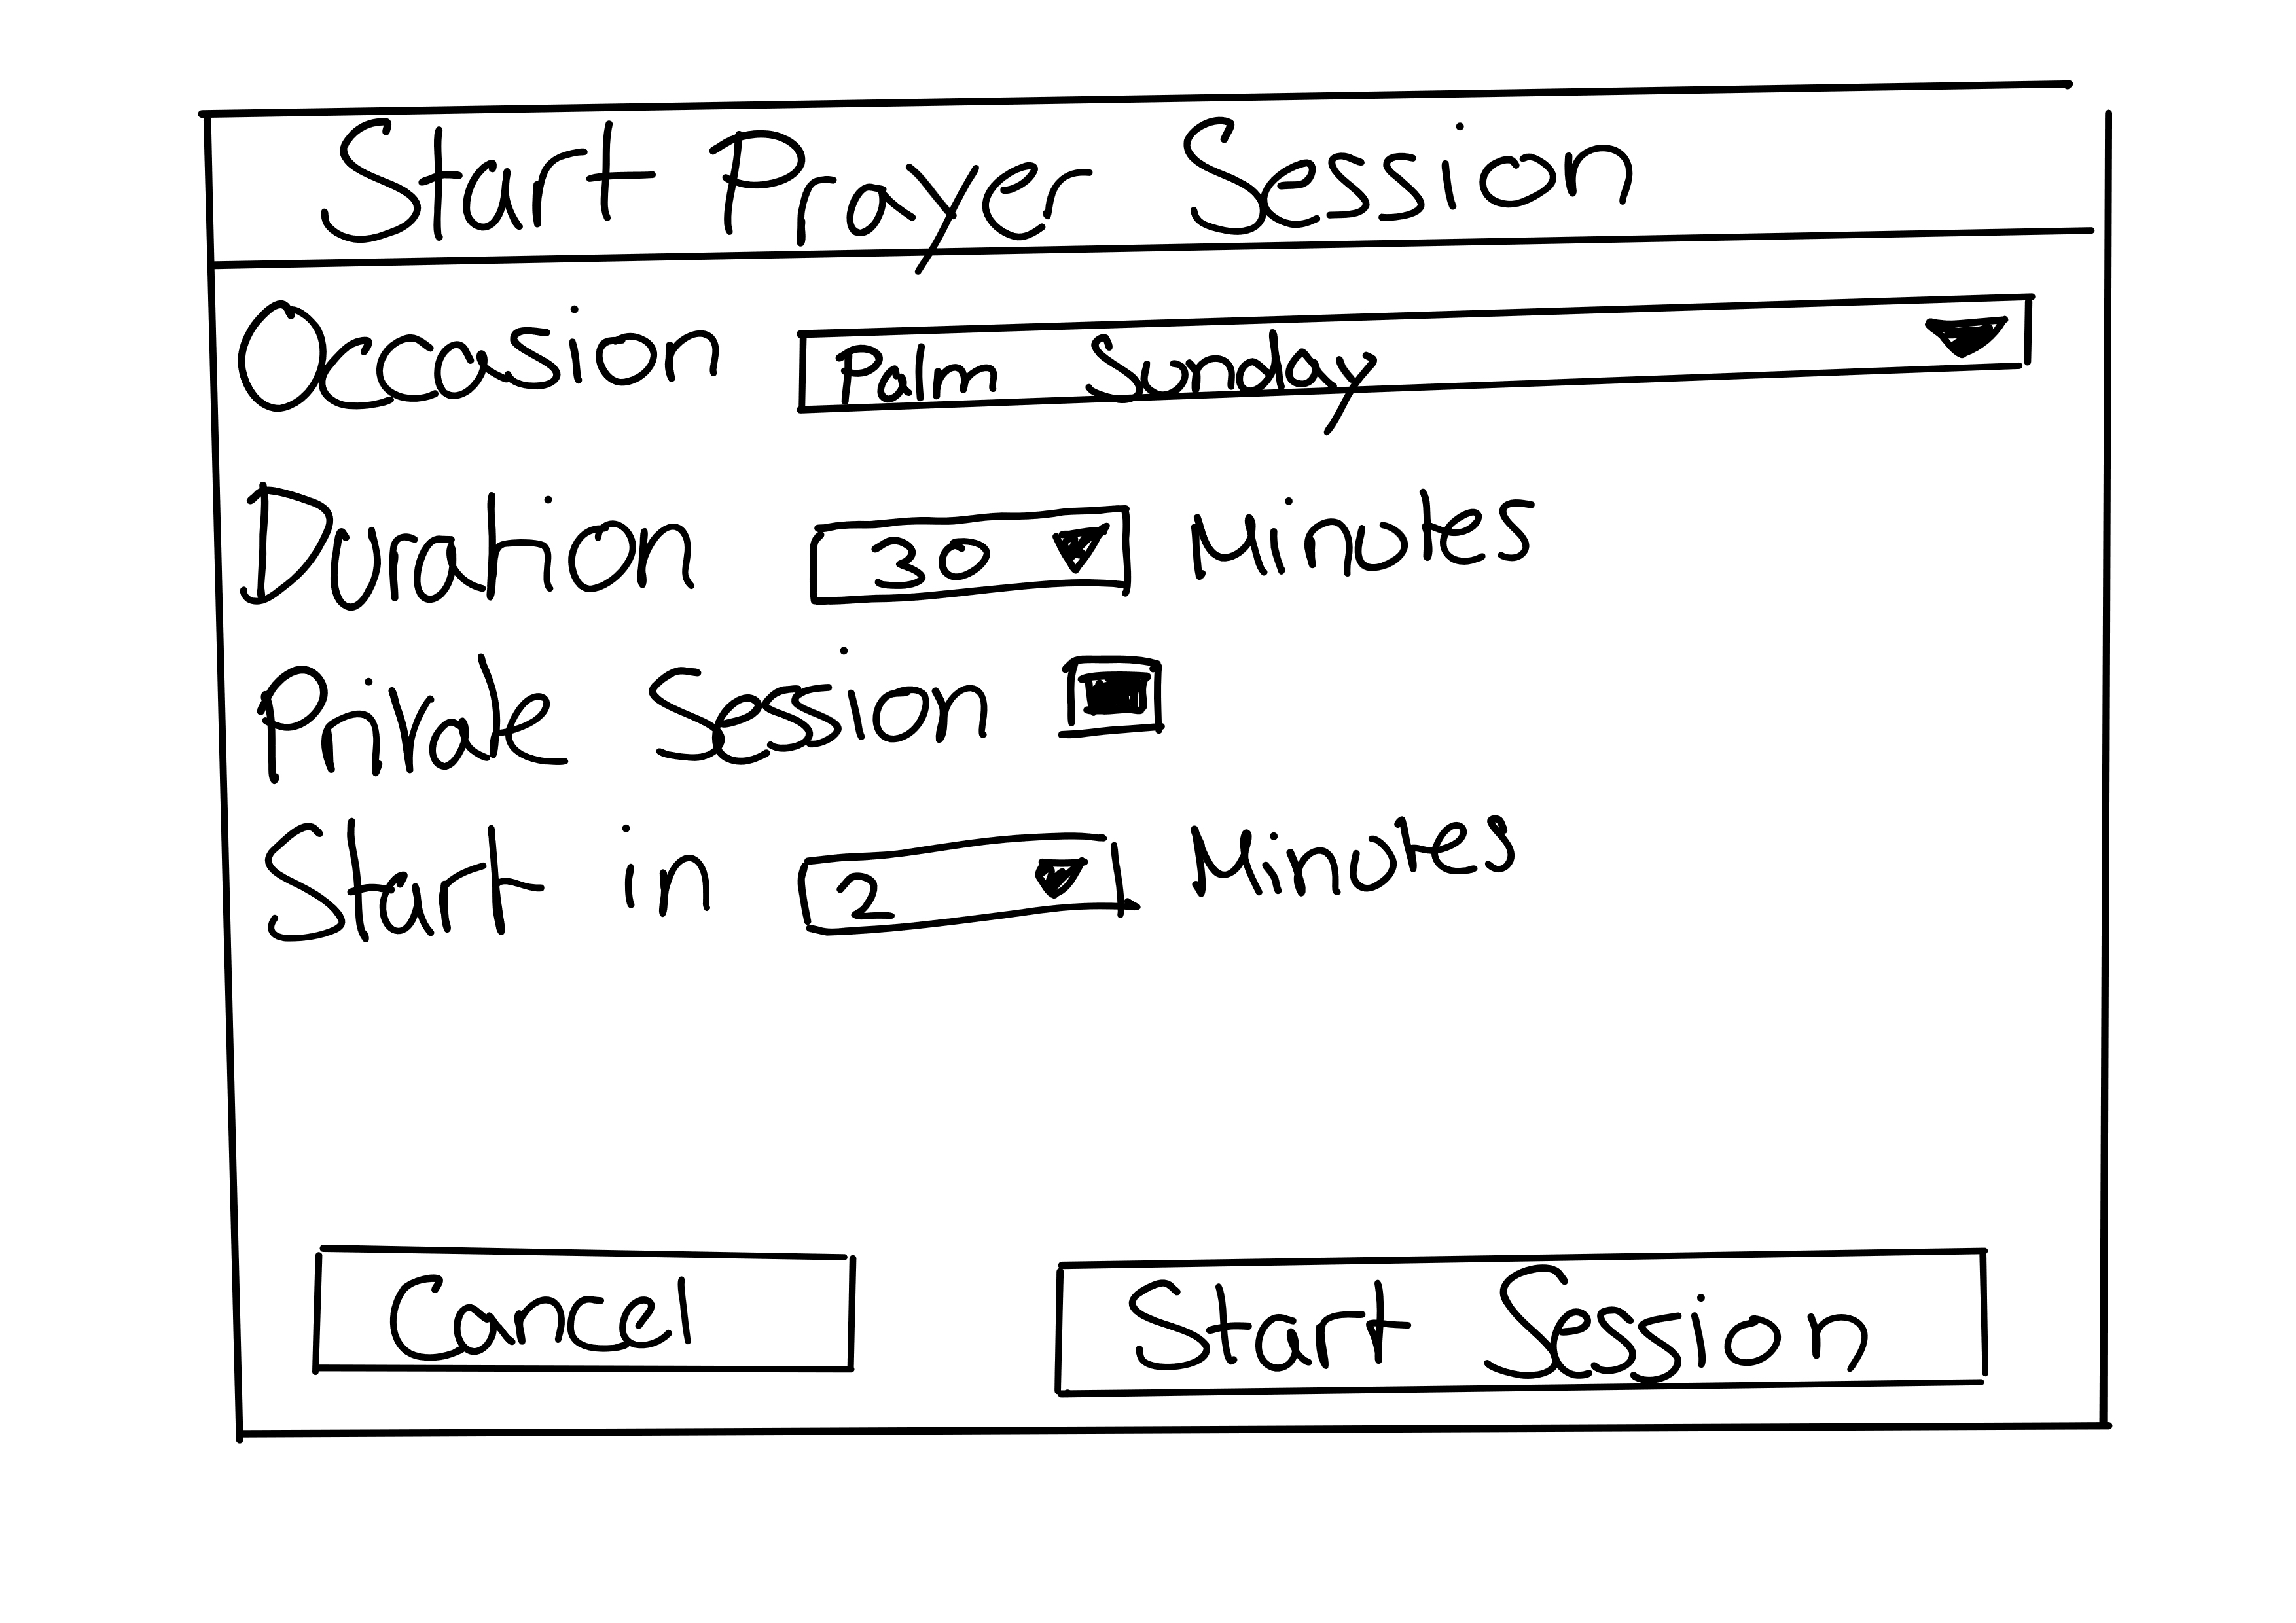 Start Prayer Session
Occasion Palm Sunday
Duration 30 Minutes
Private Session
Start in 2 Minutes
Cancel Start Session